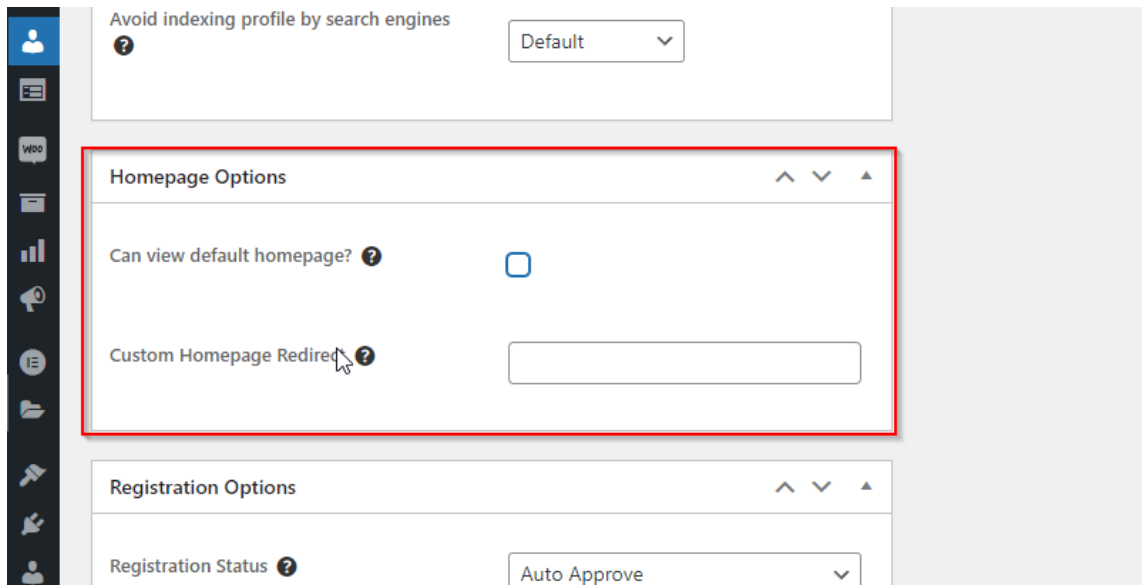 Avoid indexing profile by search engines
Default
Woo
Homepage Options
Can view default homepage?
Custom Homepage Redirect
Registration Options
Registration Status
Auto Approve